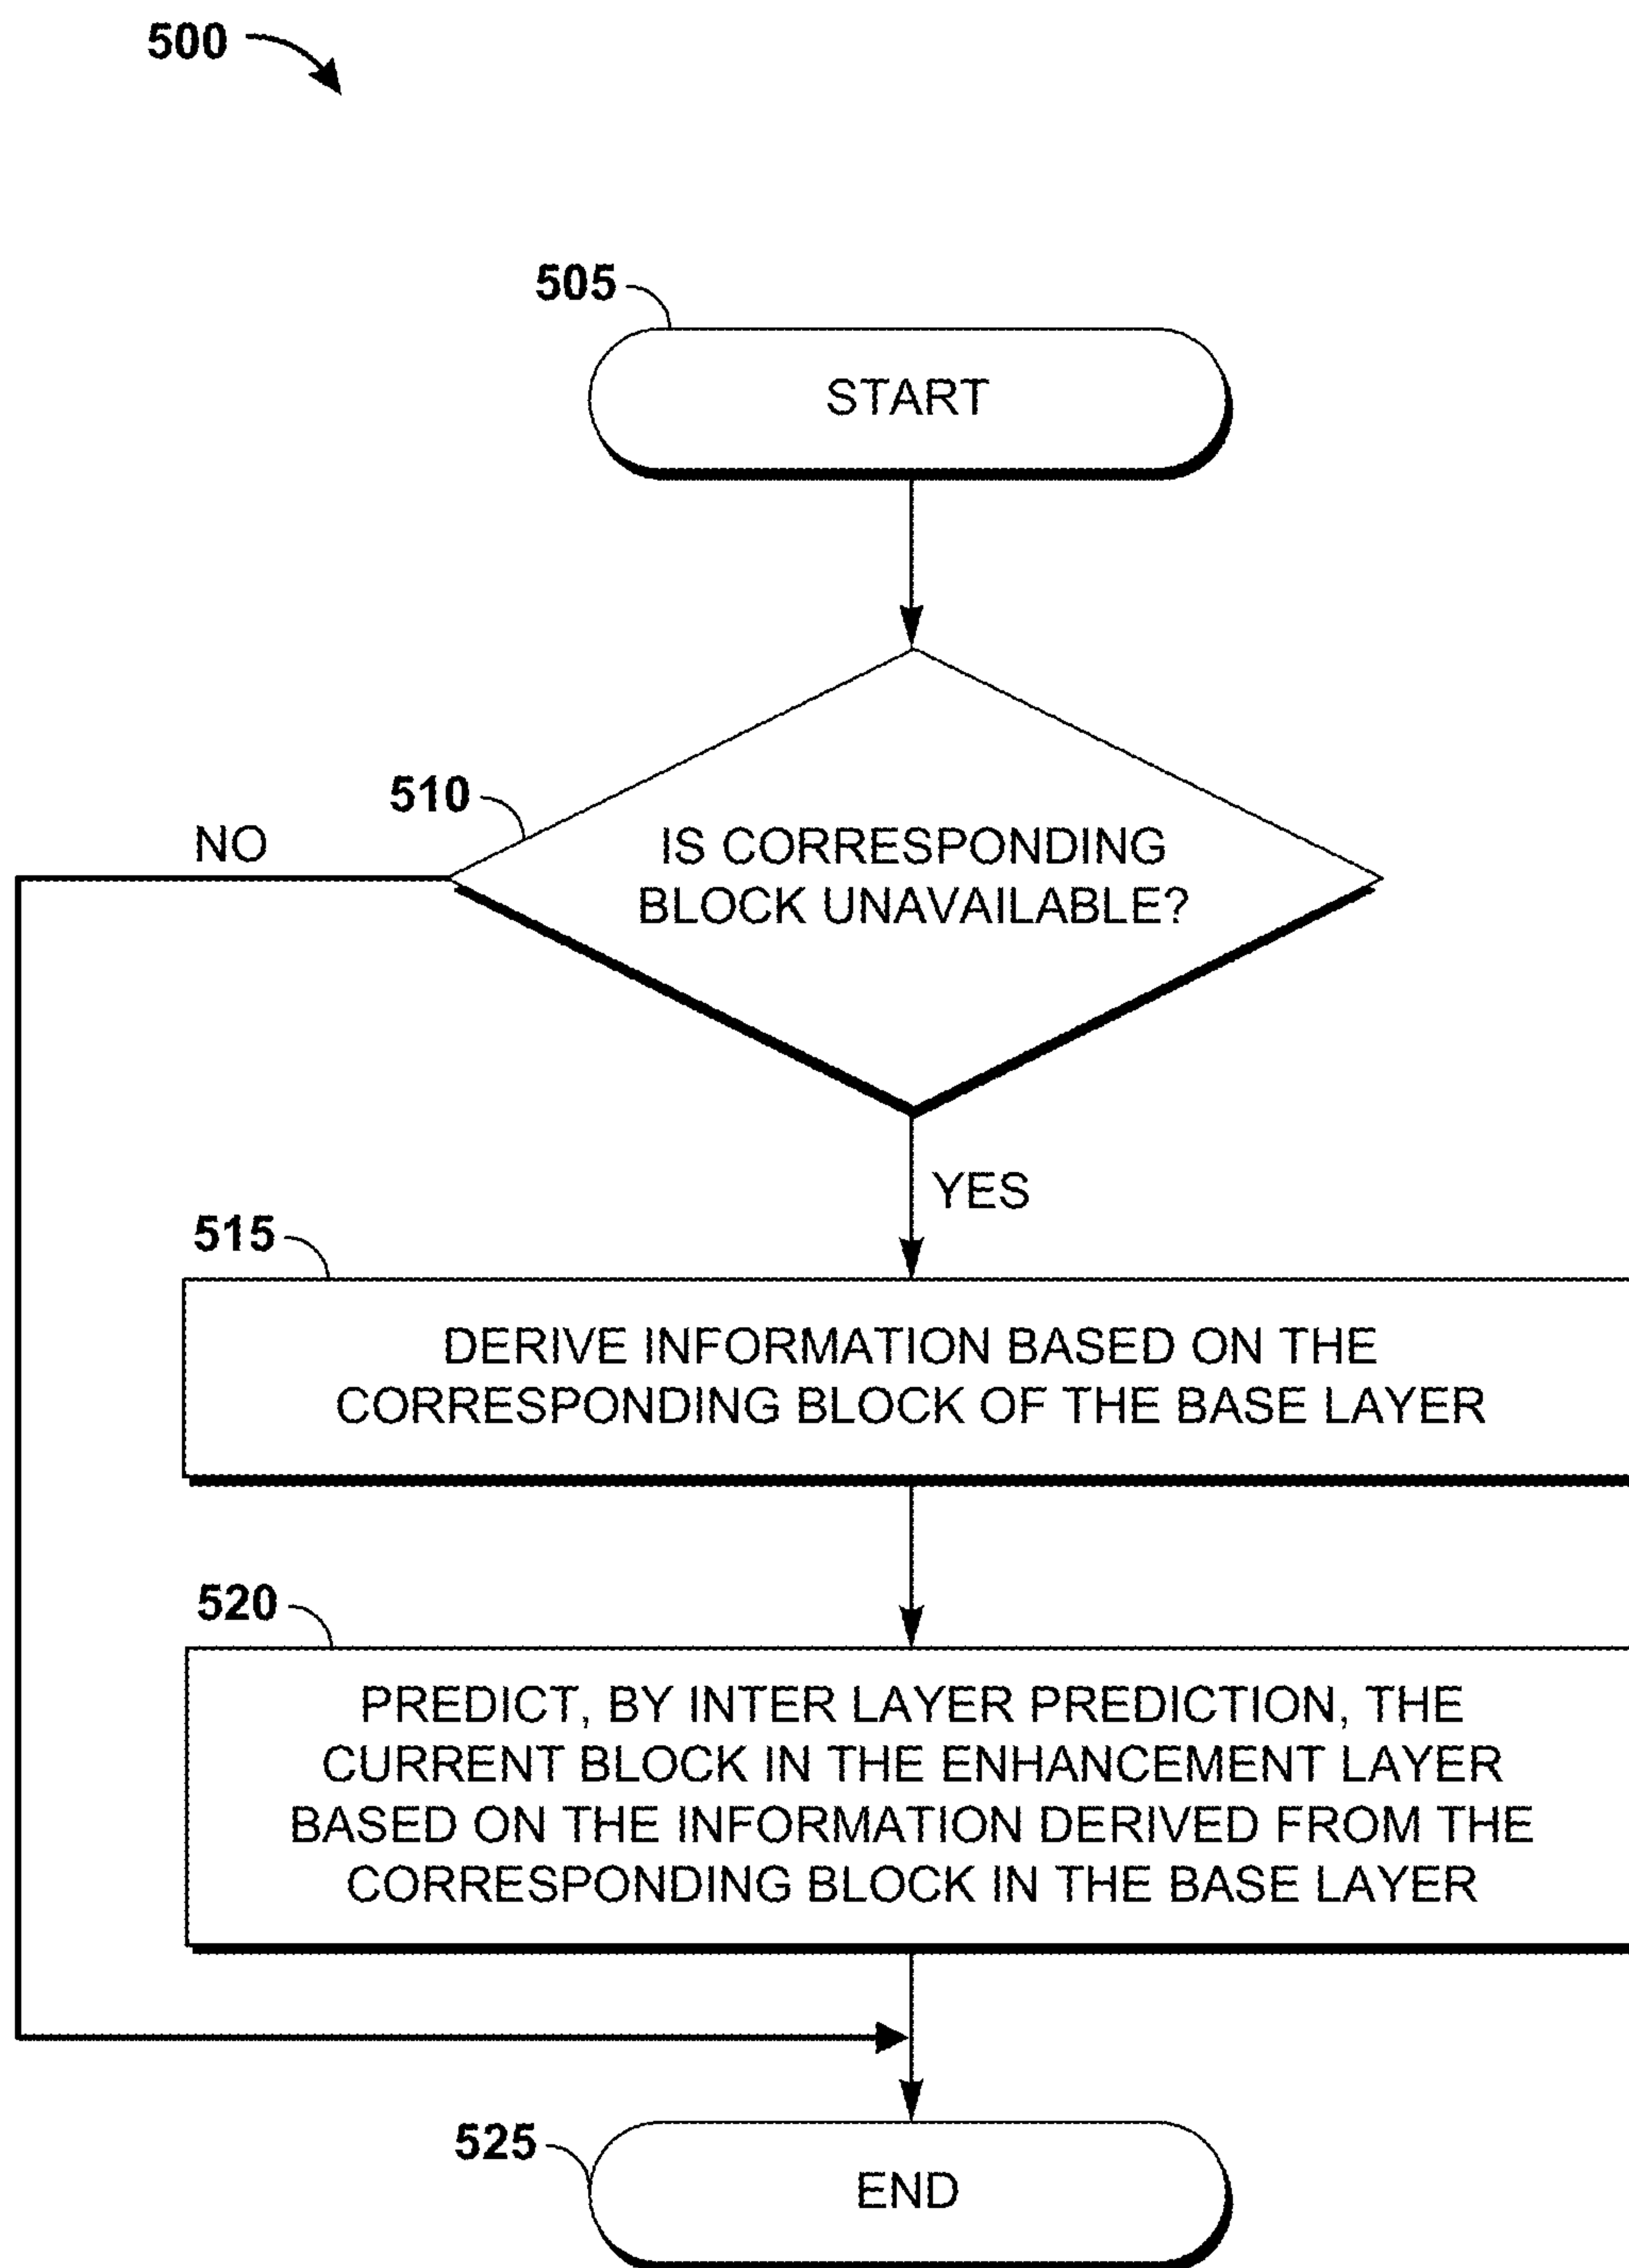 500
505
START
510
NO
IS CORRESPONDING
BLOCK UNAVAILABLE?
YES
515
DERIVE INFORMATION BASED ON THE
CORRESPONDING BLOCK OF THE BASE LAYER
520
PREDICT, BY INTER LAYER PREDICTION, THE
CURRENT BLOCK IN THE ENHANCEMENT LAYER
BASED ON THE INFORMATION DERIVED FROM THE
CORRESPONDING BLOCK IN THE BASE LAYER
525
END